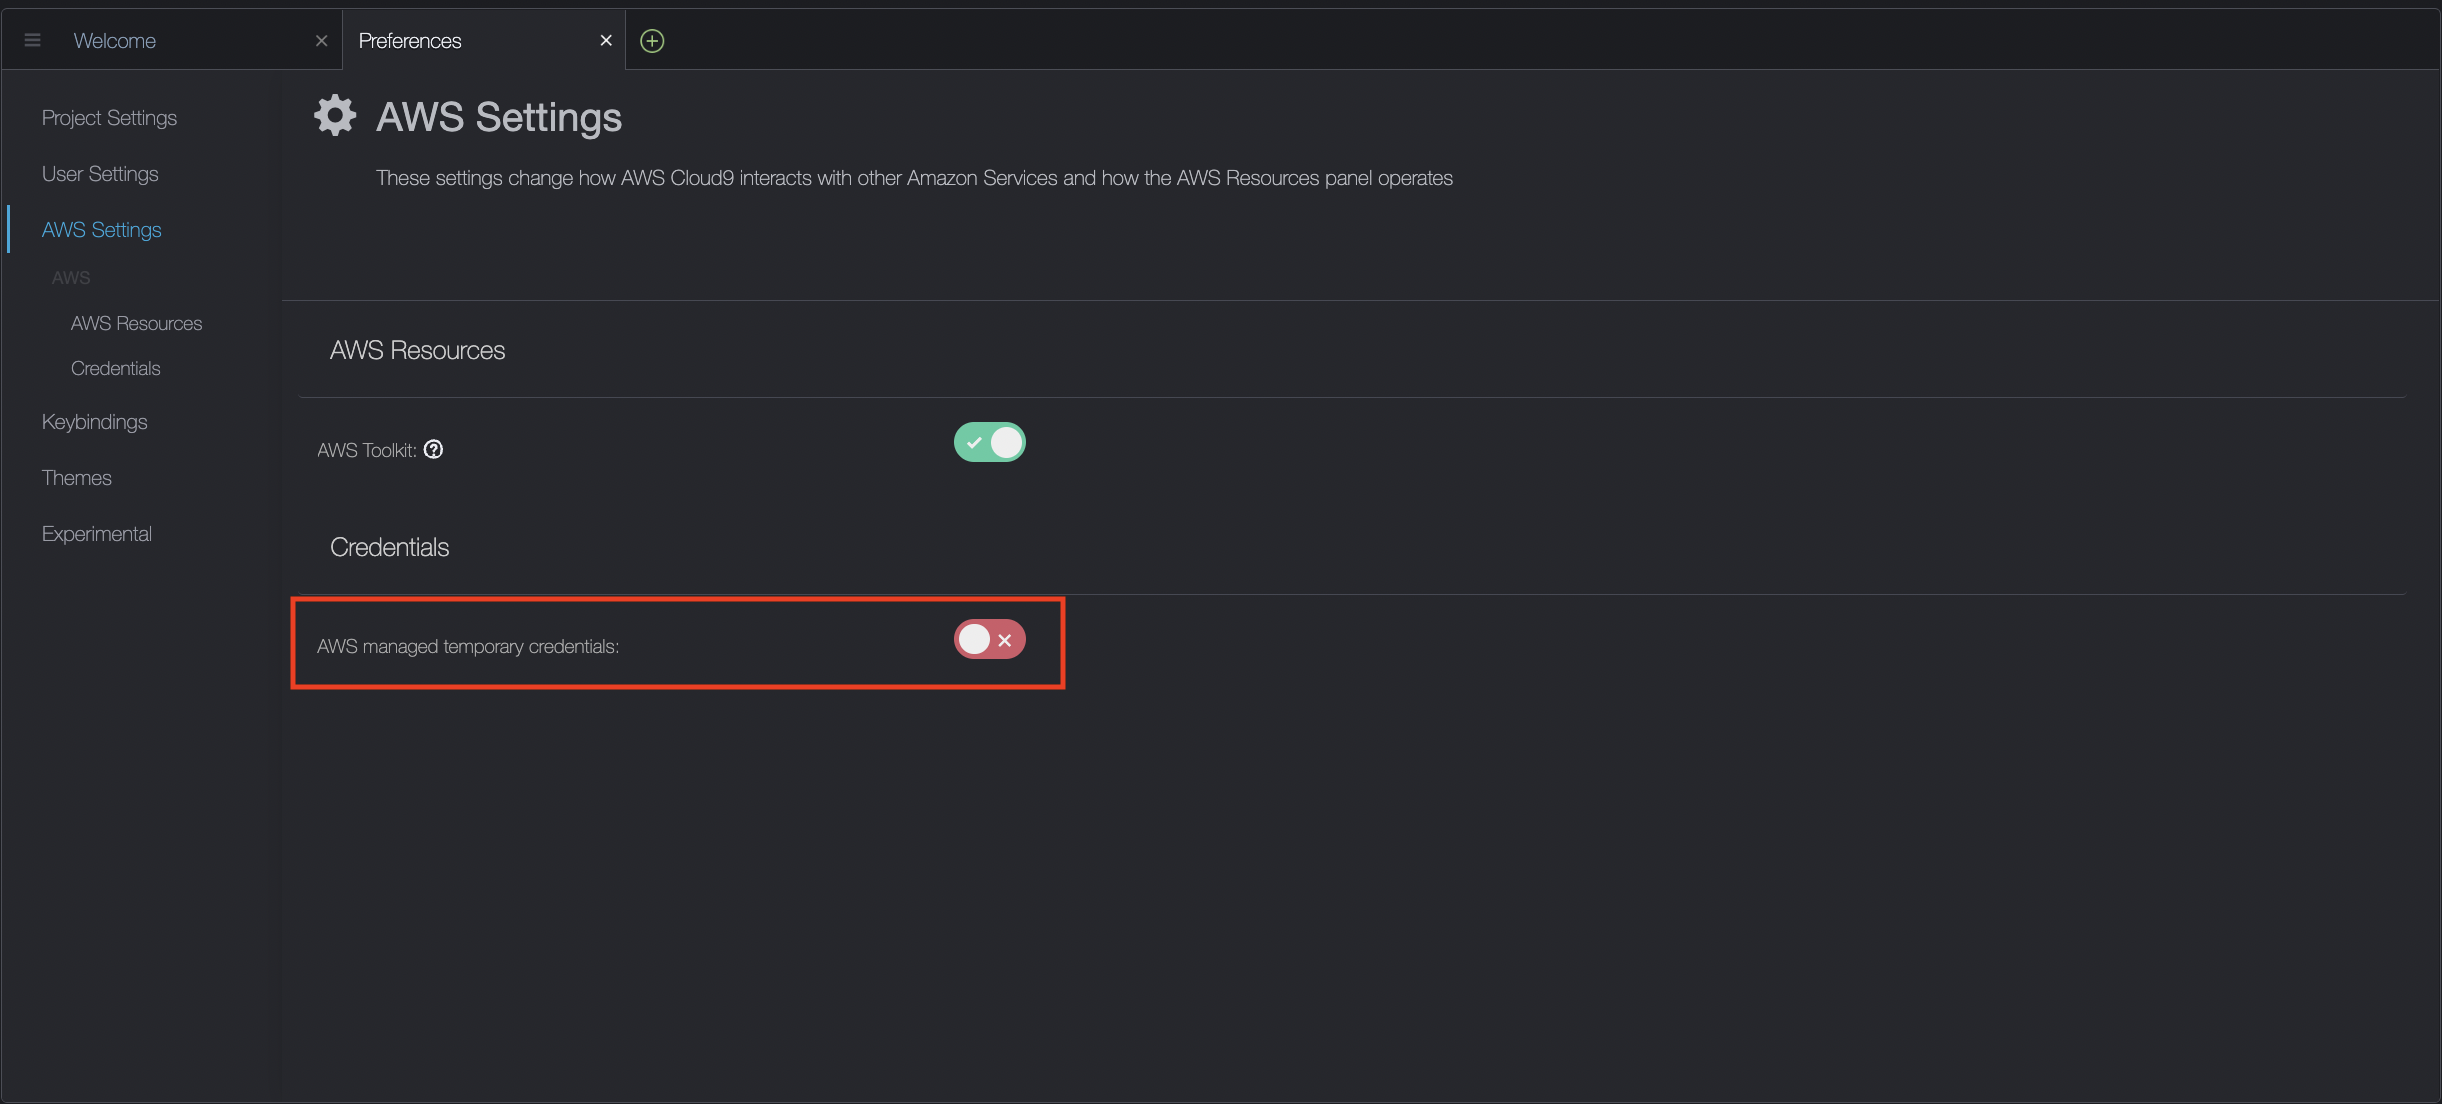 Welcome
Preferences
Project Settings
User Settings
AWS Settings
AWS
AWS Resources
Credentials
Keybindings
Themes
Experimental
AWS Settings
These settings change how AWS Cloud9 interacts with other Amazon Services and how the AWS Resources panel operates
AWS Resources
AWS Toolkit:
Credentials
AWS managed temporary credentials: